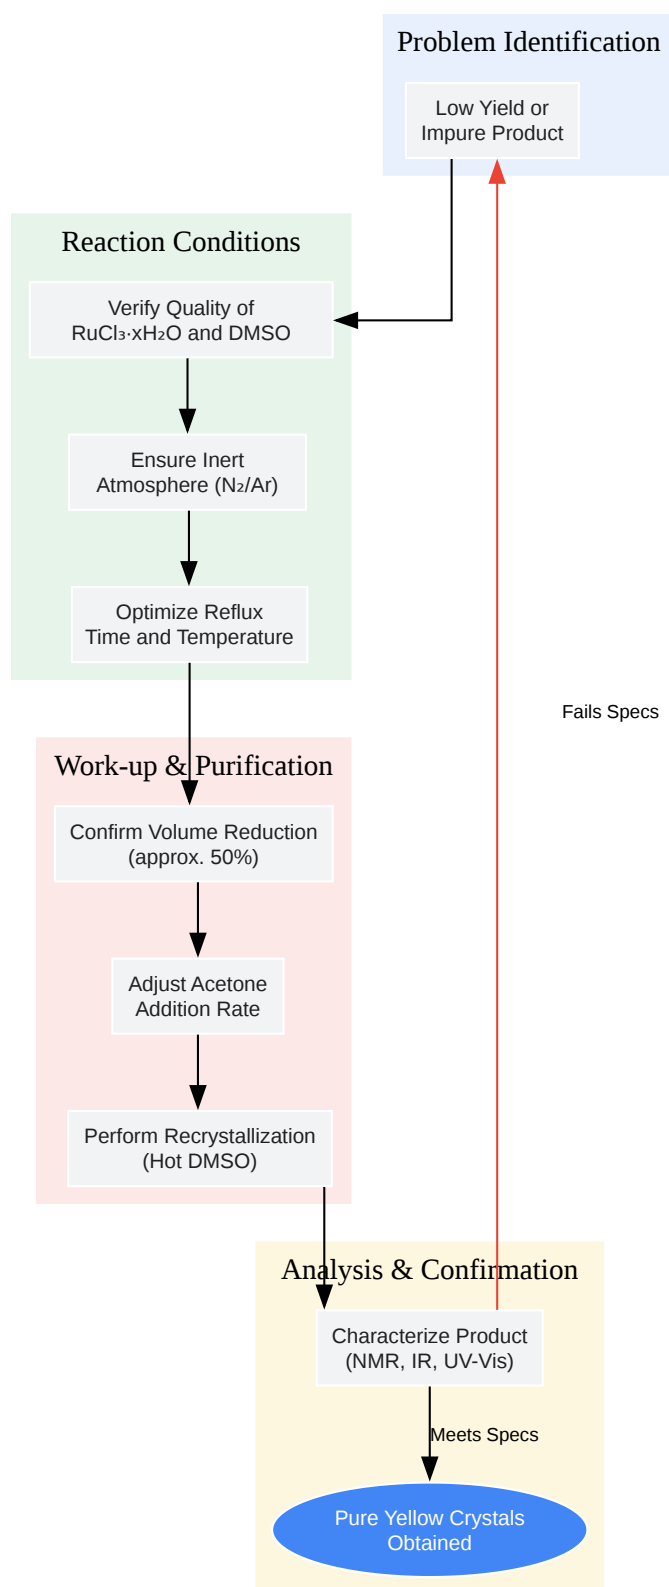 Problem Identification
Low Yield or
Impure Product
Reaction Conditions
Verify Quality of
RuCl₃·xH₂O and DMSO
Ensure Inert
Atmosphere (N₂/Ar)
Optimize Reflux
Time and Temperature
Fails Specs
Work-up & Purification
Confirm Volume Reduction
(approx. 50%)
Adjust Acetone
Addition Rate
Perform Recrystallization
(Hot DMSO)
Analysis & Confirmation
Characterize Product
(NMR, IR, UV-Vis)
Meets Specs
Pure Yellow Crystals
Obtained